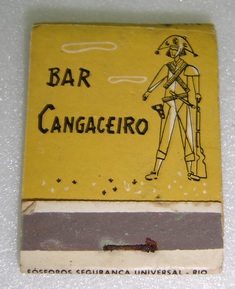 BAR
CANGACEIRO
FÓSFOROS SEGURANÇA UNIVERSAL - RIO